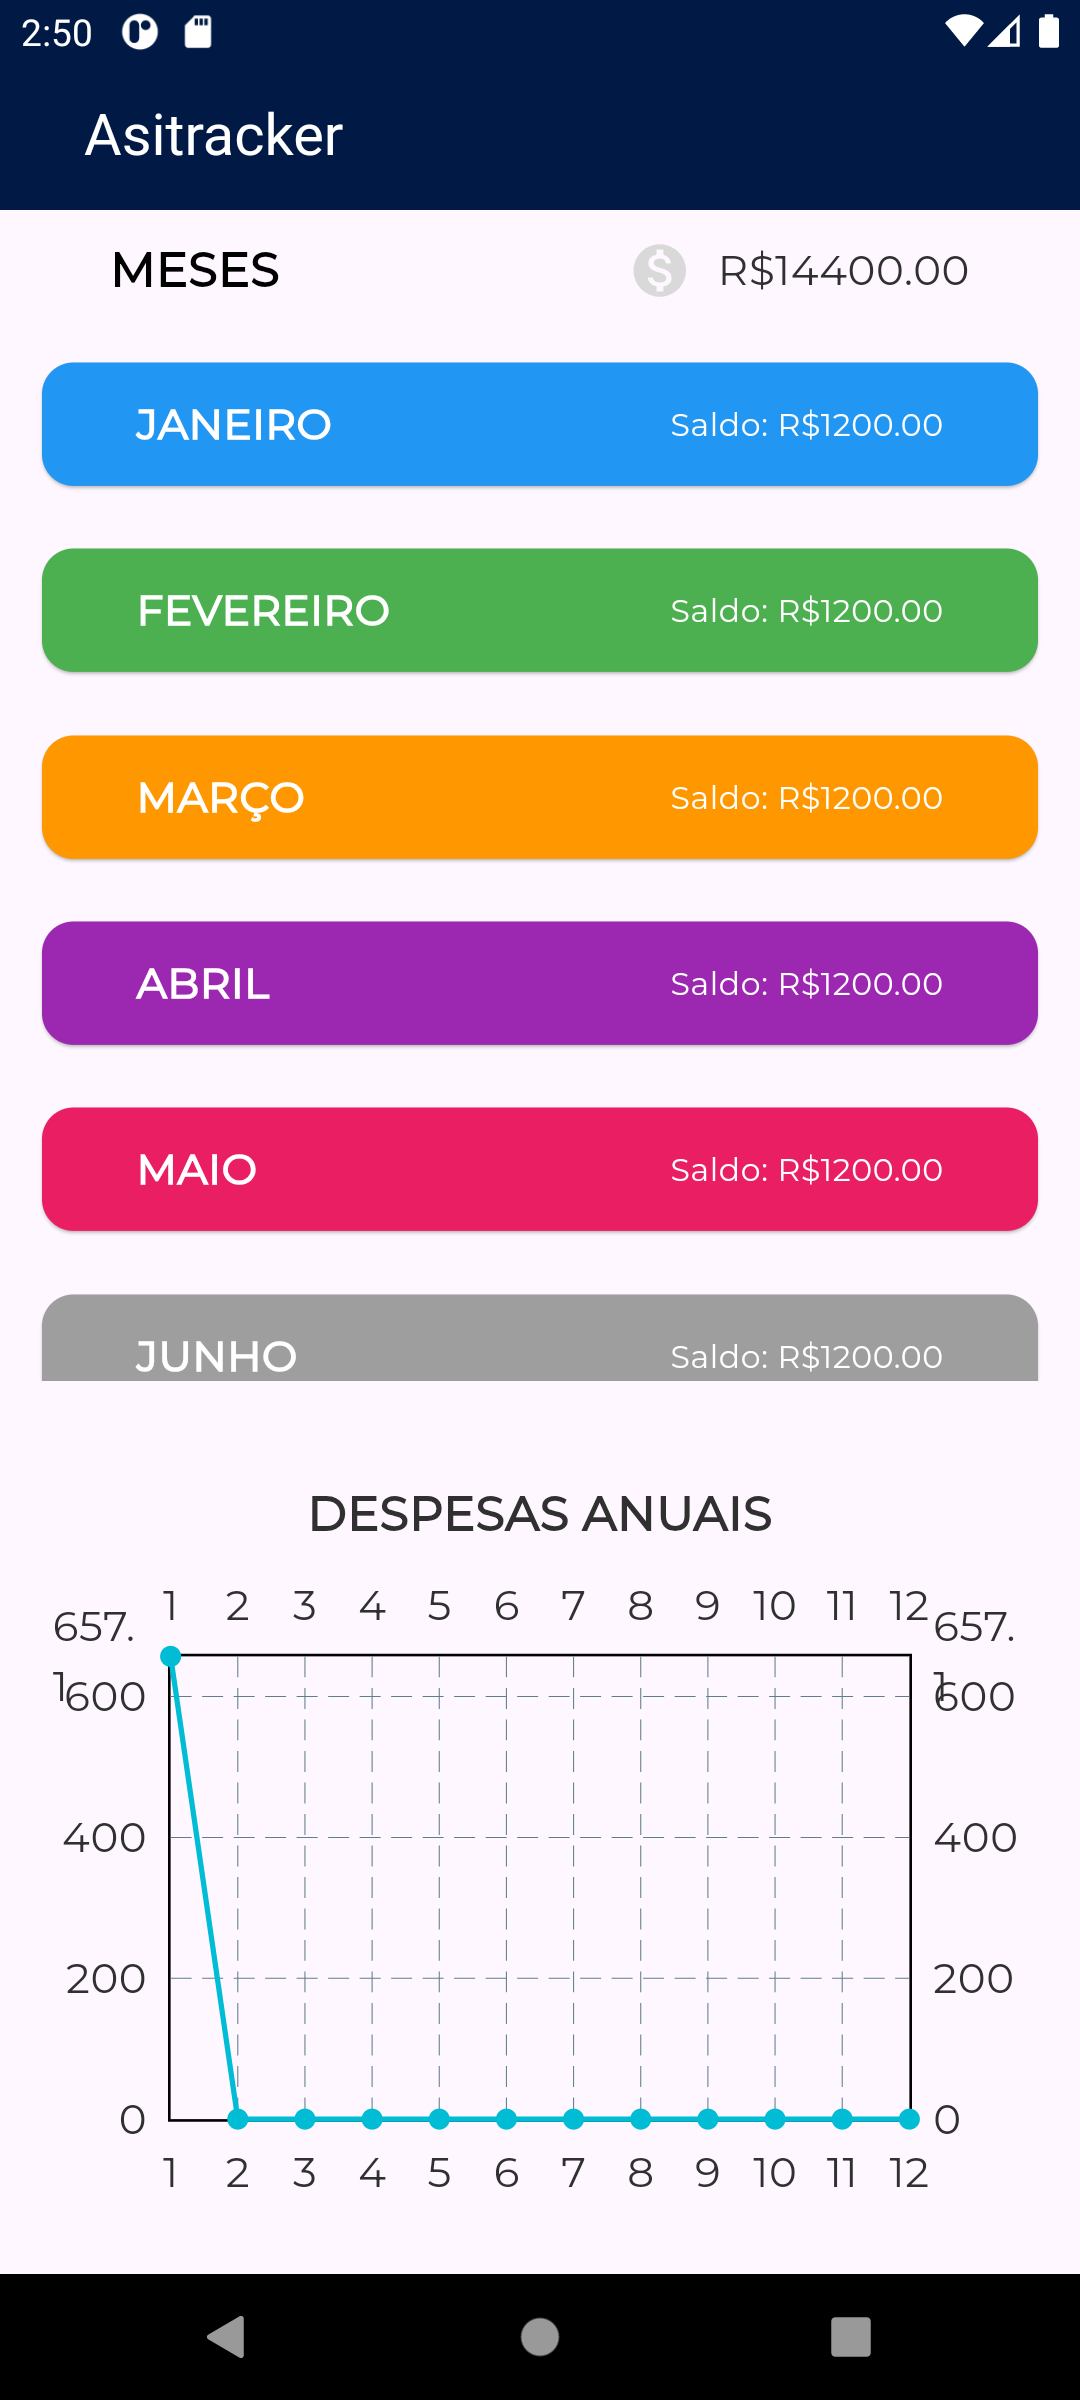 2:50
Asitracker
MESES R$14400.00
JANEIRO Saldo: R$1200.00
FEVEREIRO Saldo: R$1200.00
MARÇO Saldo: R$1200.00
ABRIL Saldo: R$1200.00
MAIO Saldo: R$1200.00
JUNHO Saldo: R$1200.00
DESPESAS ANUAIS
1 2 3 4 5 6 7 8 9 10 11 12
657. 657.
1 1
600 600
400 400
200 200
0 0
1 2 3 4 5 6 7 8 9 10 11 12